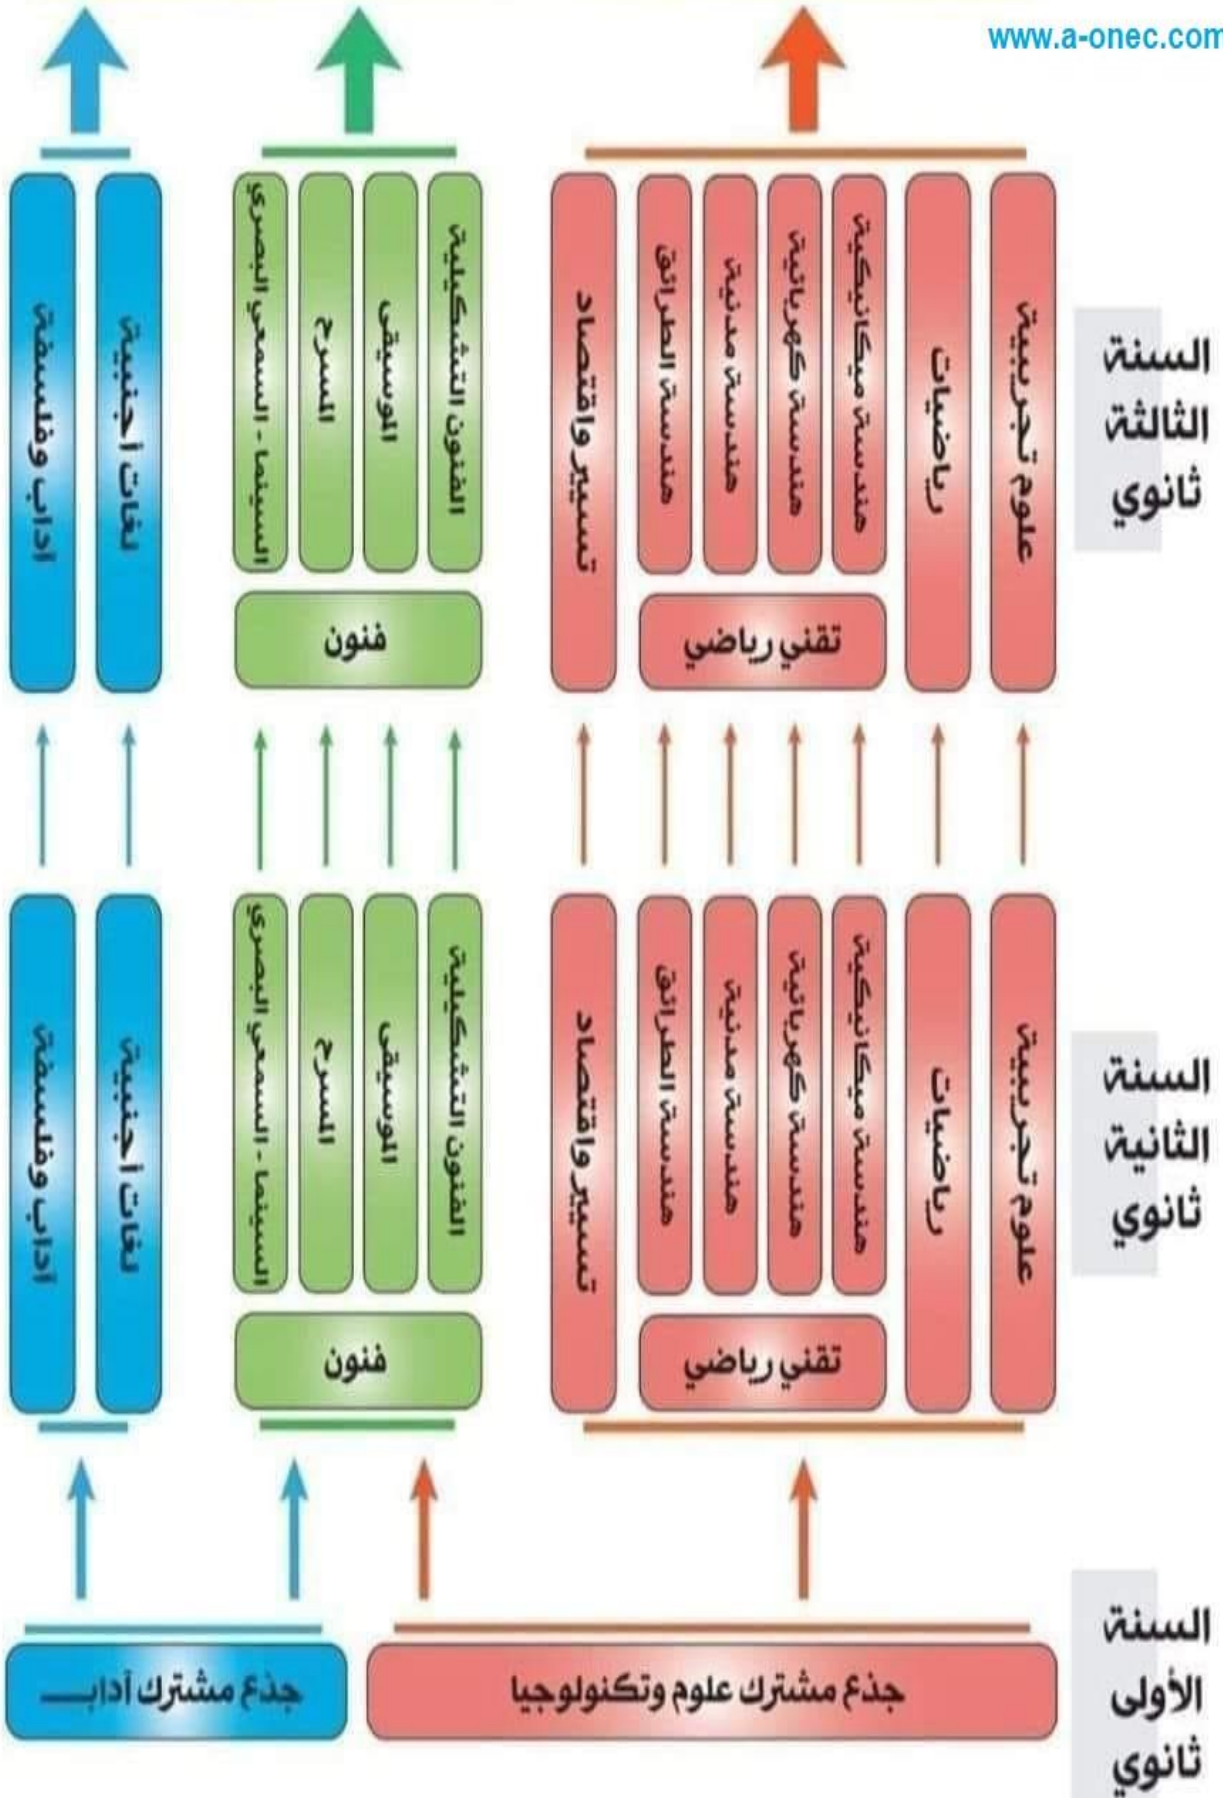 www.a-onec.com
السنة
الثالثة
ثانوي
علوم تجريبية
رياضيات
هندسة ميكانيكية
هندسة كهربائية
هندسة مدنية
هندسة الطرائق
تقني رياضي
تسيير واقتصاد
الفنون التشكيلية
الموسيقى
المسرح
السينما - السمعي البصري
فنون
لغات أجنبية
آداب وفلسفة
السنة
الثانية
ثانوي
علوم تجريبية
رياضيات
هندسة ميكانيكية
هندسة كهربائية
هندسة مدنية
هندسة الطرائق
تقني رياضي
تسيير واقتصاد
الفنون التشكيلية
الموسيقى
المسرح
السينما - السمعي البصري
فنون
لغات أجنبية
آداب وفلسفة
السنة
الأولى
ثانوي
جذع مشترك علوم وتكنولوجيا
جذع مشترك آداب